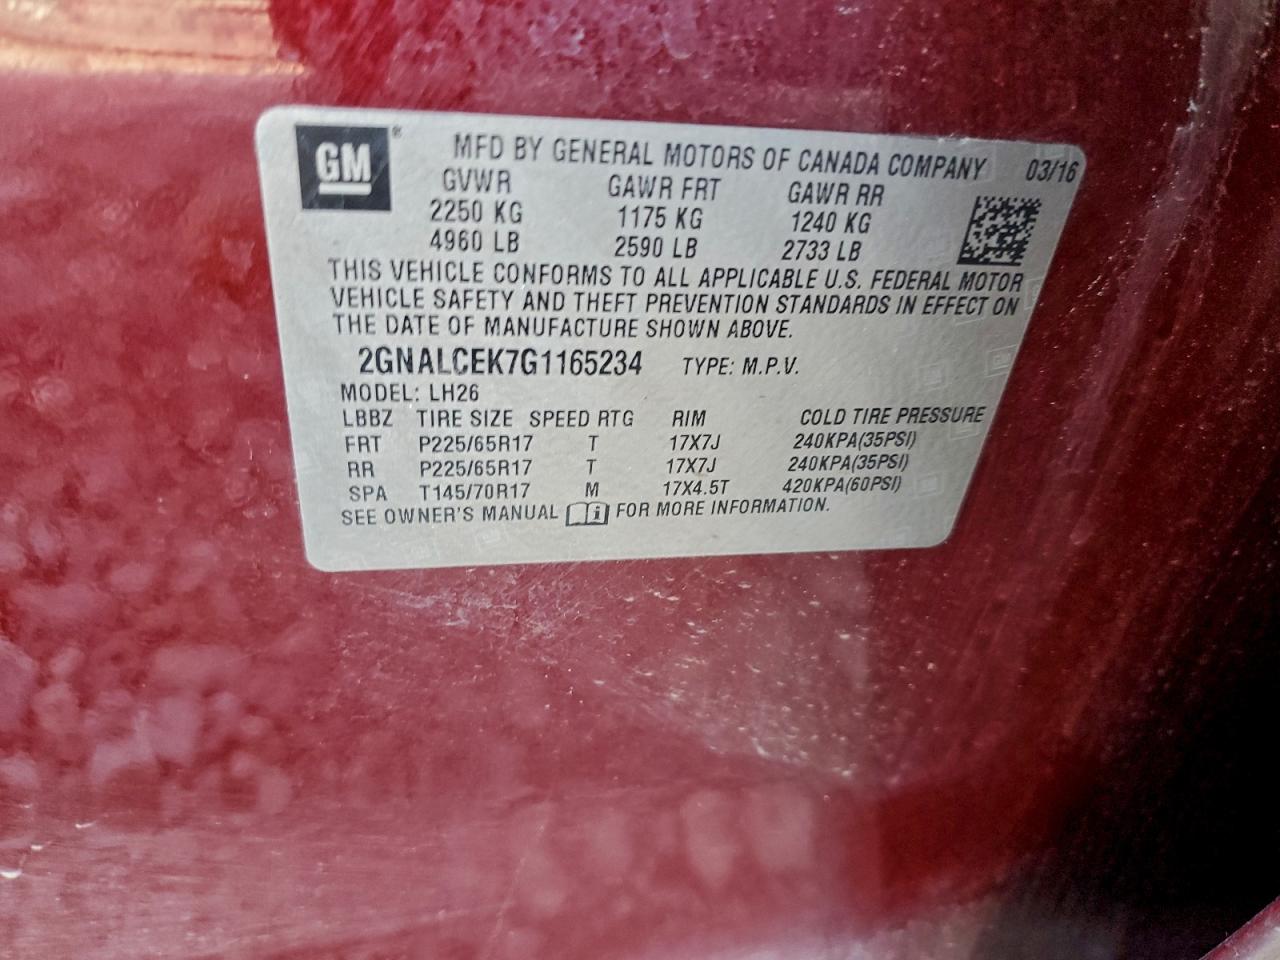 GM ® MFD BY GENERAL MOTORS OF CANADA COMPANY 03/16
GVWR GAWR FRT GAWR RR
2250 KG 1175 KG 1240 KG
4960 LB 2590 LB 2733 LB
THIS VEHICLE CONFORMS TO ALL APPLICABLE U.S. FEDERAL MOTOR
VEHICLE SAFETY AND THEFT PREVENTION STANDARDS IN EFFECT ON
THE DATE OF MANUFACTURE SHOWN ABOVE.
2GNALCEK7G1165234 TYPE: M.P.V.
MODEL: LH26
LBBZ TIRE SIZE SPEED RTG RIM COLD TIRE PRESSURE
FRT P225/65R17 T 17X7J 240KPA(35PSI)
RR P225/65R17 T 17X7J 240KPA(35PSI)
SPA T145/70R17 M 17X4.5T 420KPA(60PSI)
SEE OWNER'S MANUAL i FOR MORE INFORMATION.